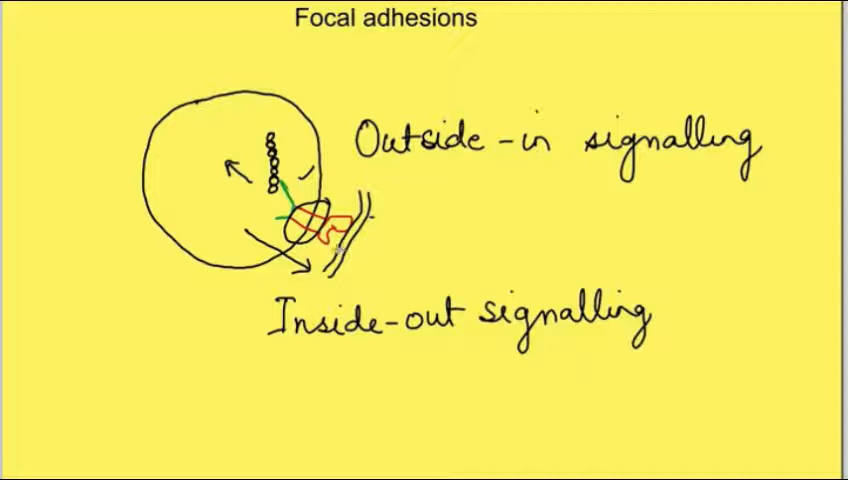 Focal adhesions
Outside-in signalling
Inside-out signalling